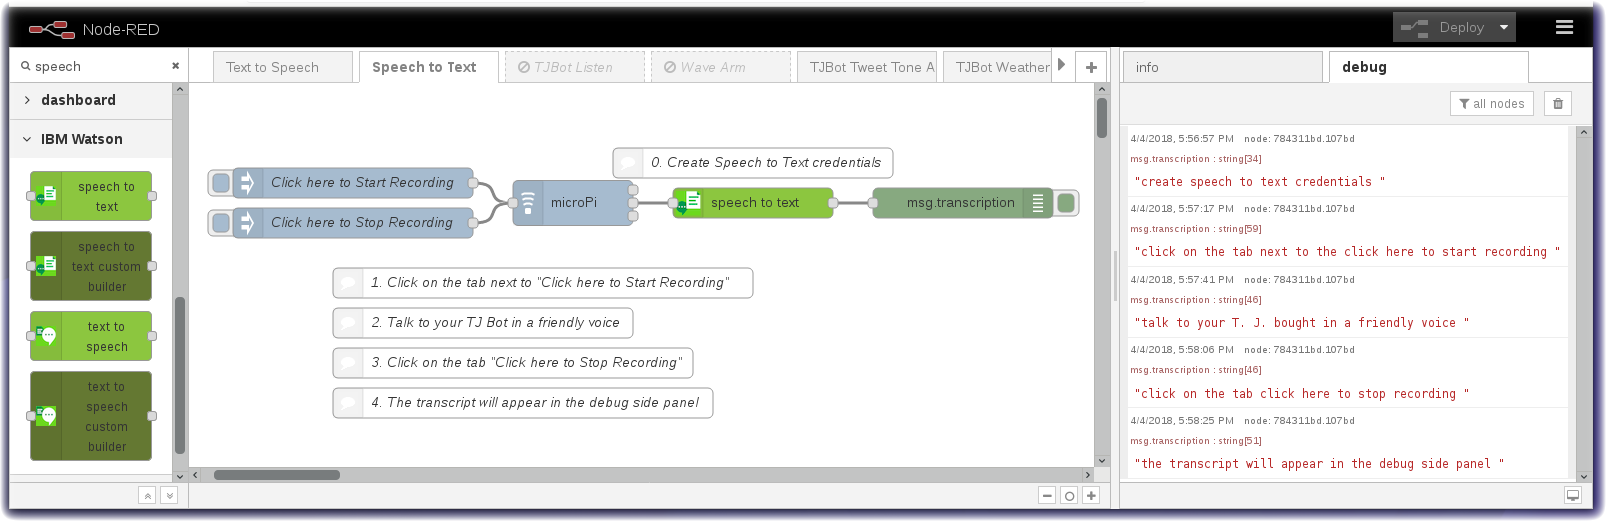 Node-RED
Deploy
speech
dashboard
IBM Watson
speech to
text
speech to
text custom
builder
text to
speech
text to
speech
custom
builder
Text to Speech
Speech to Text
TJBot Listen
Wave Arm
TJBot Tweet Tone A
TJBot Weather
0. Create Speech to Text credentials
Click here to Start Recording
Click here to Stop Recording
microPi
speech to text
msg.transcription
1. Click on the tab next to "Click here to Start Recording"
2. Talk to your TJ Bot in a friendly voice
3. Click on the tab "Click here to Stop Recording"
4. The transcript will appear in the debug side panel
info
debug
all nodes
4/4/2018, 5:56:57 PM node: 784311bd.107bd
msg.transcription : string[34]
"create speech to text credentials "
4/4/2018, 5:57:17 PM node: 784311bd.107bd
msg.transcription : string[59]
"click on the tab next to the click here to start recording "
4/4/2018, 5:57:41 PM node: 784311bd.107bd
msg.transcription : string[46]
"talk to your T. J. bought in a friendly voice "
4/4/2018, 5:58:06 PM node: 784311bd.107bd
msg.transcription : string[46]
"click on the tab click here to stop recording "
4/4/2018, 5:58:25 PM node: 784311bd.107bd
msg.transcription : string[51]
"the transcript will appear in the debug side panel "